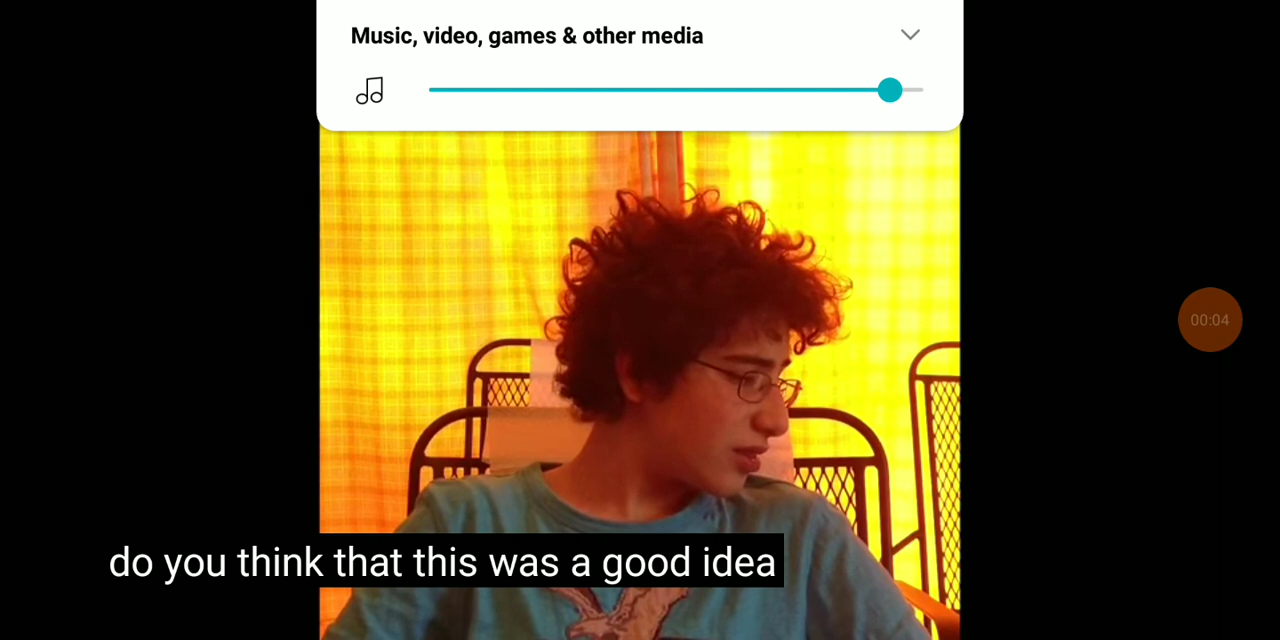 Music, video, games & other media
00:04
do you think that this was a good idea